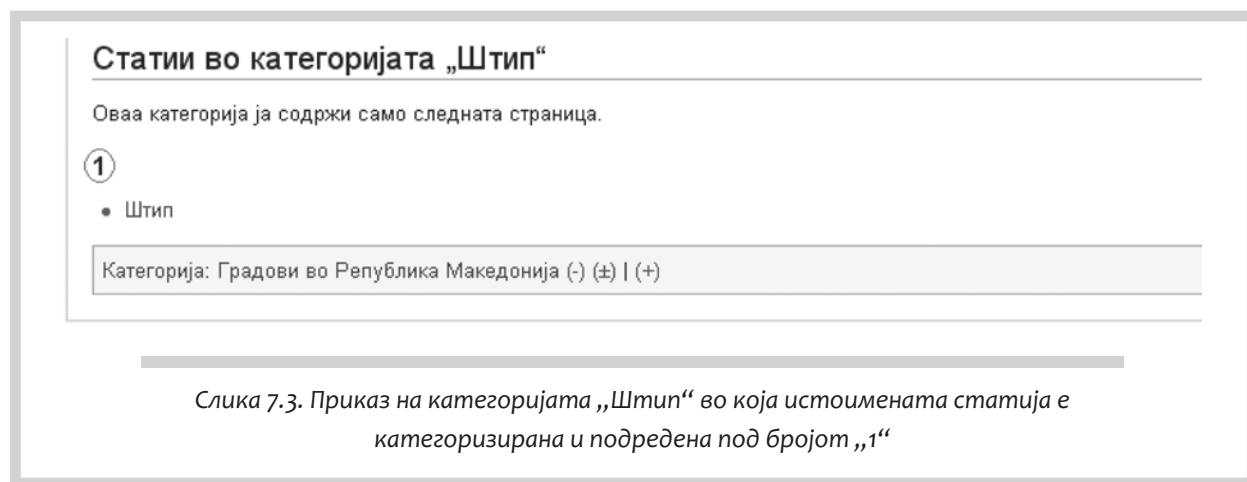 Статии во категоријата „Штип“
Оваа категорија ја содржи само следната страница.
1
• Штип
Категорија: Градови во Република Македонија (-) (±) | (+)
Слика 7.3. Приказ на категоријата „Штип“ во која истоимената статија е
категоризирана и подредена под бројот „1“